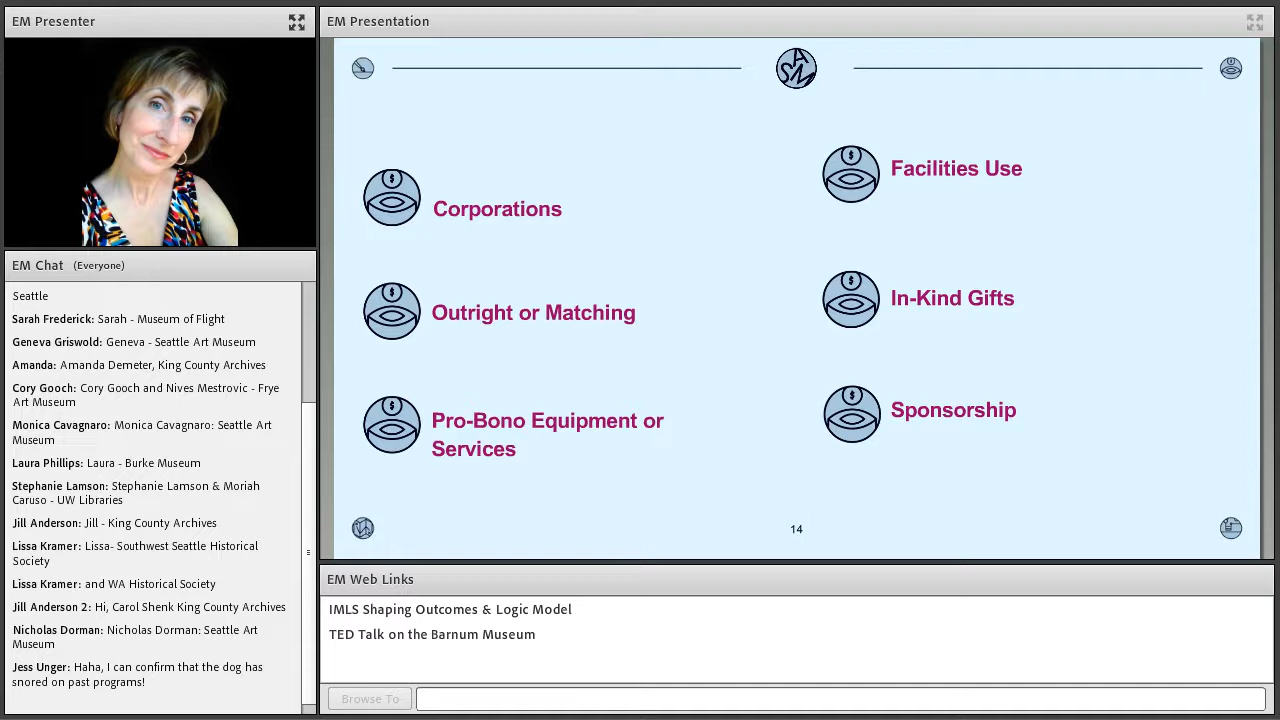 EM Presenter
EM Chat (Everyone)
Seattle
Sarah Frederick: Sarah - Museum of Flight
Geneva Griswold: Geneva - Seattle Art Museum
Amanda: Amanda Demeter, King County Archives
Cory Gooch: Cory Gooch and Nives Mestrovic - Frye
Art Museum
Monica Cavagnaro: Monica Cavagnaro: Seattle Art
Museum
Laura Phillips: Laura - Burke Museum
Stephanie Lamson: Stephanie Lamson & Moriah
Caruso - UW Libraries
Jill Anderson: Jill - King County Archives
Lissa Kramer: Lissa- Southwest Seattle Historical
Society
Lissa Kramer: and WA Historical Society
Jill Anderson 2: Hi, Carol Shenk King County Archives
Nicholas Dorman: Nicholas Dorman: Seattle Art
Museum
Jess Unger: Haha, I can confirm that the dog has
snored on past programs!
EM Presentation
ASM
$ Corporations
$ Outright or Matching
$ Pro-Bono Equipment or
Services
$ Facilities Use
$ In-Kind Gifts
$ Sponsorship
14
EM Web Links
IMLS Shaping Outcomes & Logic Model
TED Talk on the Barnum Museum
Browse To